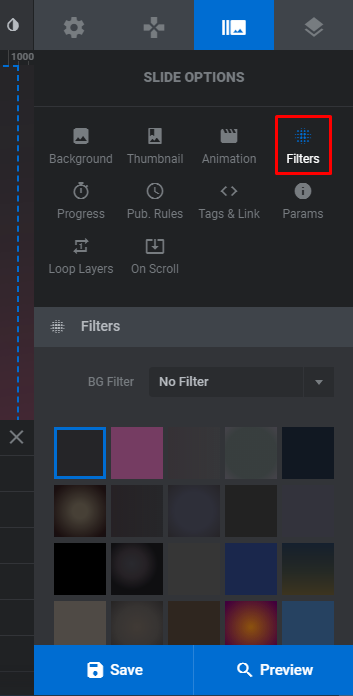 1000
SLIDE OPTIONS
Background Thumbnail Animation Filters
Progress Pub. Rules Tags & Link Params
Loop Layers On Scroll
Filters
BG Filter No Filter
Save Preview